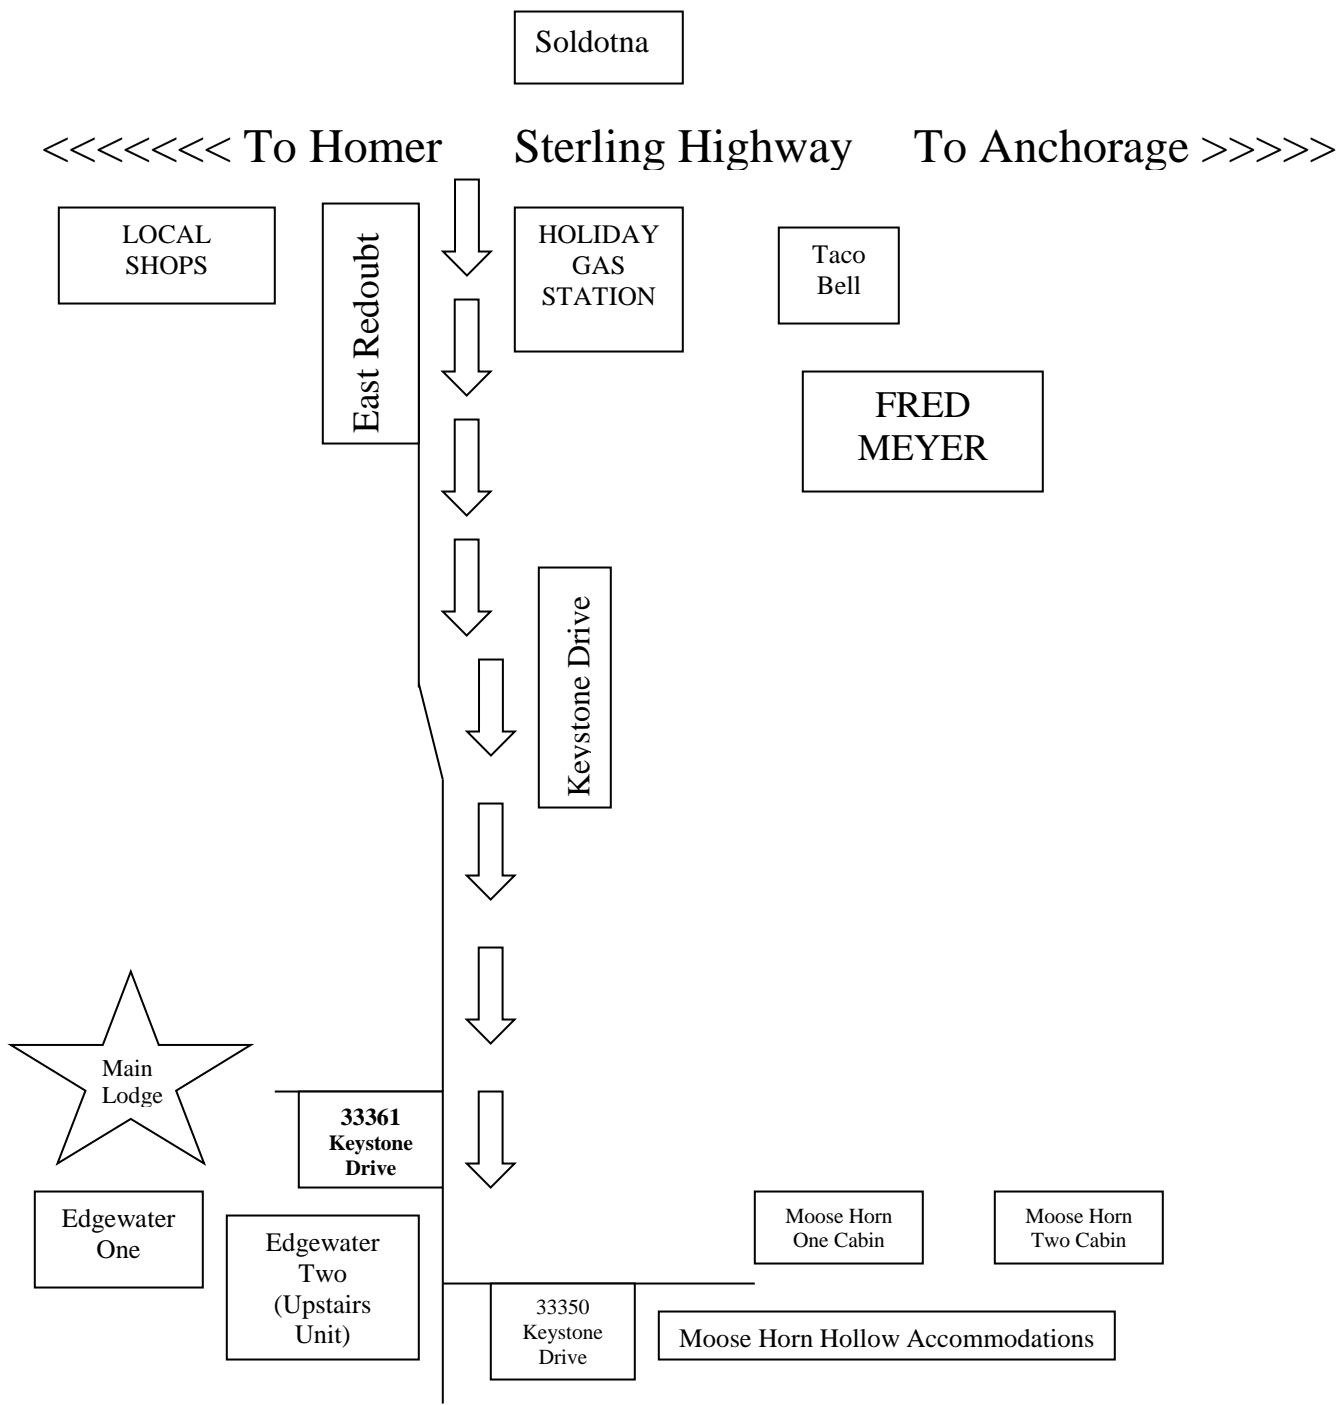 Soldotna
<<<<<<< To Homer Sterling Highway To Anchorage >>>>>
LOCAL
SHOPS
East Redoubt
HOLIDAY
GAS
STATION
Taco
Bell
FRED
MEYER
Keystone Drive
Main
Lodge
33361
Keystone
Drive
Edgewater
One
Edgewater
Two
(Upstairs
Unit)
Moose Horn
One Cabin
Moose Horn
Two Cabin
33350
Keystone
Drive
Moose Horn Hollow Accommodations